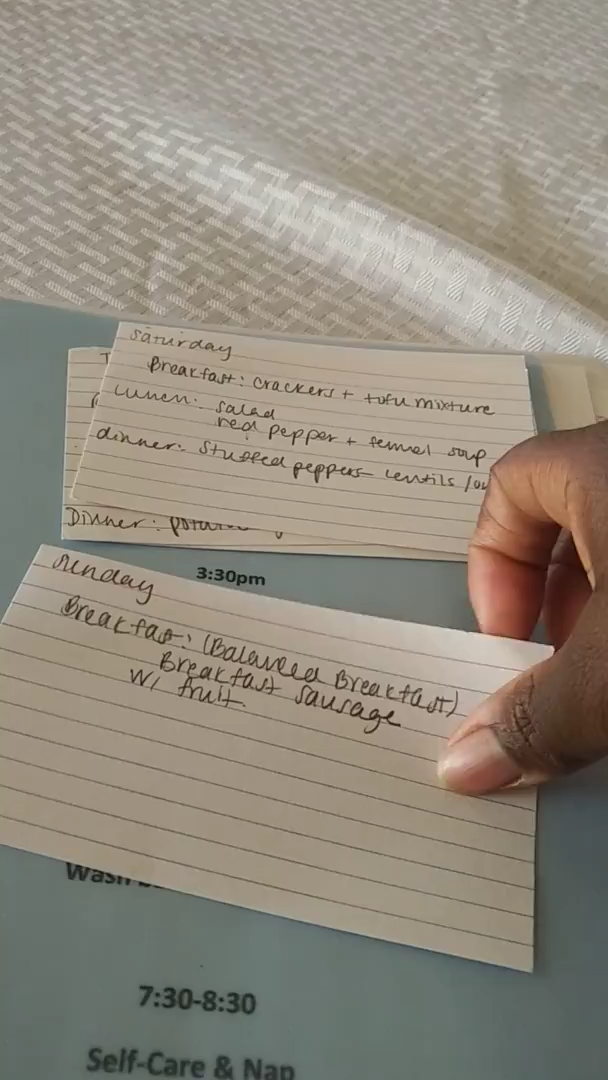 saturday
Breakfast: crackers + tofu mixture
lunch: salad
red pepper + fennel soup
dinner: Stuffed peppers - lentils
T
Dinner:
3:30pm
sunday
Breakfast: (Balanced Breakfast)
Breakfast sausage
w/ fruit
Wash
7:30-8:30
Self-Care & Nap